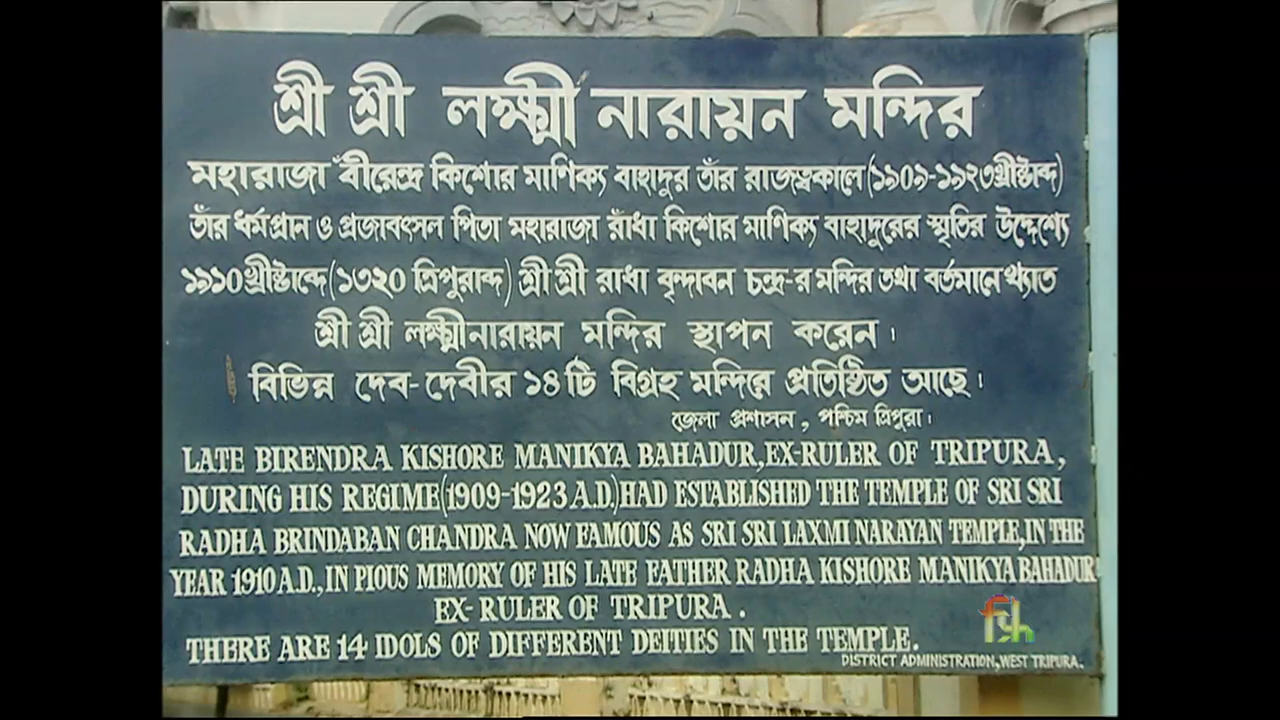 শ্রী শ্রী লক্ষ্মী নারায়ন মন্দির
মহারাজা বীরেন্দ্র কিশোর মাণিক্য বাহাদুর তাঁর রাজত্বকালে (১৯০৯-১৯২৩ খ্রীষ্টাব্দ)
তাঁর ধর্মপ্রান ও প্রজাবৎসল পিতা মহারাজা রাঁধা কিশোর মাণিক্য বাহাদুরের স্মৃতির উদ্দেশ্যে
১৯১০ খ্রীষ্টাব্দে (১৩২০ ত্রিপুরাব্দ) শ্রী শ্রী রাধা বৃন্দাবন চন্দ্র-র মন্দির তথা বর্তমানে খ্যাত
শ্রী শ্রী লক্ষ্মীনারায়ন মন্দির স্থাপন করেন।
বিভিন্ন দেব-দেবীর ১৪টি বিগ্রহ মন্দিরে প্রতিষ্ঠিত আছে।
জেলা প্রশাসন, পশ্চিম ত্রিপুরা।
LATE BIRENDRA KISHORE MANIKYA BAHADUR, EX-RULER OF TRIPURA,
DURING HIS REGIME (1909-1923 A.D.) HAD ESTABLISHED THE TEMPLE OF SRI SRI
RADHA BRINDABAN CHANDRA NOW FAMOUS AS SRI SRI LAXMI NARAYAN TEMPLE, IN THE
YEAR 1910 A.D., IN PIOUS MEMORY OF HIS LATE FATHER RADHA KISHORE MANIKYA BAHADUR
EX-RULER OF TRIPURA.
THERE ARE 14 IDOLS OF DIFFERENT DEITIES IN THE TEMPLE.
DISTRICT ADMINISTRATION, WEST TRIPURA.